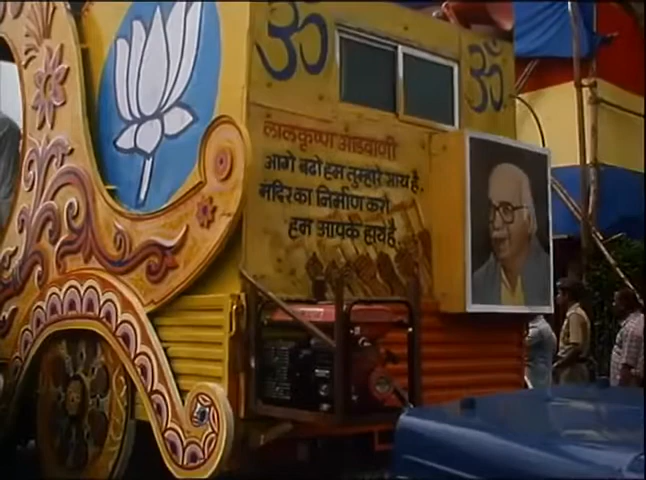 ॐ
ॐ
लालकृष्ण आडवाणी
आगे बढो हम तुम्हारे साथ है.
मंदिर का निर्माण करो
हम आपके साथ है..